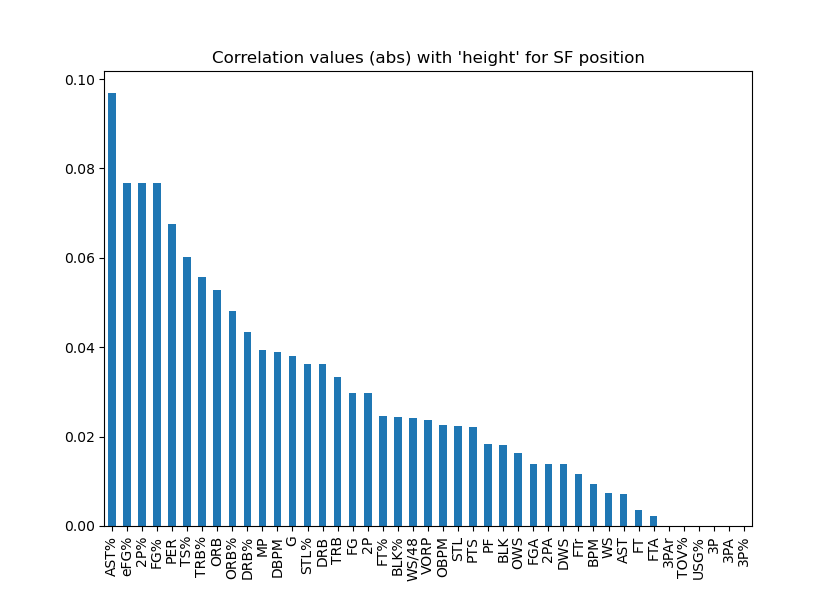 Correlation values (abs) with 'height' for SF position
0.10
0.08
0.06
0.04
0.02
0.00
AST%
eFG%
2P%
FG%
PER
TS%
TRB%
ORB
ORB%
DRB%
MP
DBPM
G
STL%
DRB
TRB
FG
2P
FT%
BLK%
WS/48
VORP
OBPM
STL
PTS
PF
BLK
OWS
FGA
2PA
DWS
FTr
BPM
WS
AST
FT
FTA
3PAr
TOV%
USG%
3P
3PA
3P%